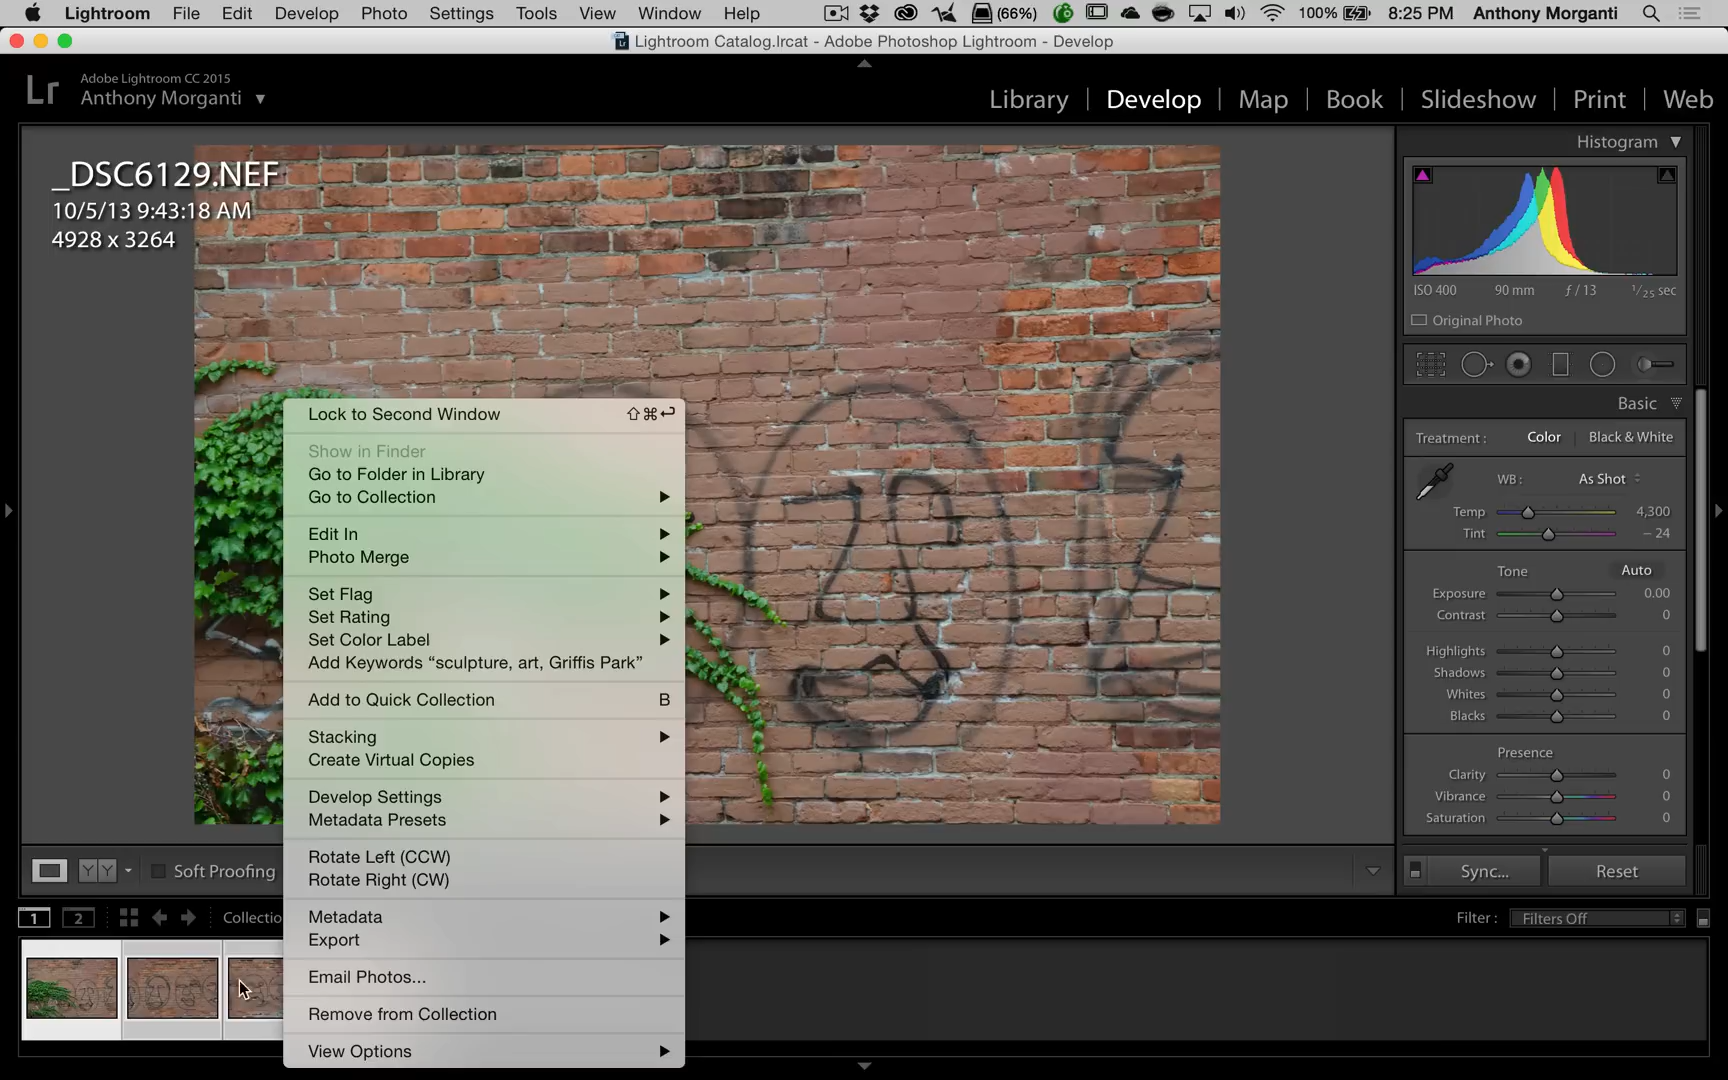 Lightroom File Edit Develop Photo Settings Tools View Window Help (66%) 100% 8:25 PM Anthony Morganti
Lightroom Catalog.lrcat - Adobe Photoshop Lightroom - Develop
Lr
Adobe Lightroom CC 2015
Anthony Morganti
Library | Develop | Map | Book | Slideshow | Print | Web
_DSC6129.NEF
10/5/13 9:43:18 AM
4928 x 3264
Histogram
ISO 400 90 mm ƒ / 13 1/25 sec
Original Photo
Basic
Treatment : Color Black & White
WB : As Shot
Temp 4,300
Tint – 24
Tone Auto
Exposure 0.00
Contrast 0
Highlights 0
Shadows 0
Whites 0
Blacks 0
Presence
Clarity 0
Vibrance 0
Saturation 0
Sync... Reset
Lock to Second Window ⇧⌘↩
Show in Finder
Go to Folder in Library
Go to Collection
Edit In
Photo Merge
Set Flag
Set Rating
Set Color Label
Add Keywords “sculpture, art, Griffis Park”
Add to Quick Collection B
Stacking
Create Virtual Copies
Develop Settings
Metadata Presets
Rotate Left (CCW)
Rotate Right (CW)
Metadata
Export
Email Photos...
Remove from Collection
View Options
YY Soft Proofing
1 2 Collectio
Filter : Filters Off